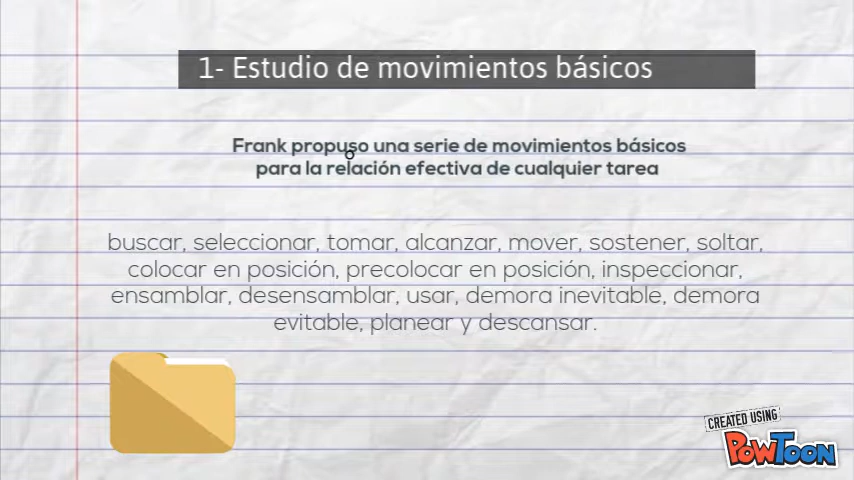 1- Estudio de movimientos básicos
Frank propuso una serie de movimientos básicos
para la relación efectiva de cualquier tarea
buscar, seleccionar, tomar, alcanzar, mover, sostener, soltar,
colocar en posición, precolocar en posición, inspeccionar,
ensamblar, desensamblar, usar, demora inevitable, demora
evitable, planear y descansar.
CREATED USING
POWTOON